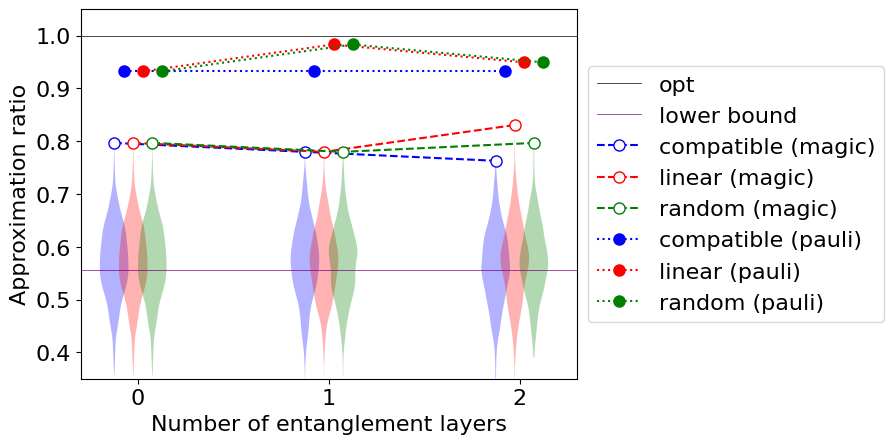 1.0
0.9
0.8
0.7
0.6
0.5
0.4
Approximation ratio
0
1
2
Number of entanglement layers
opt
lower bound
compatible (magic)
linear (magic)
random (magic)
compatible (pauli)
linear (pauli)
random (pauli)